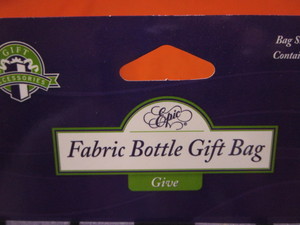 GIFT
ACCESSORIES
Bag S
Contai
Epic®
Fabric Bottle Gift Bag
Give